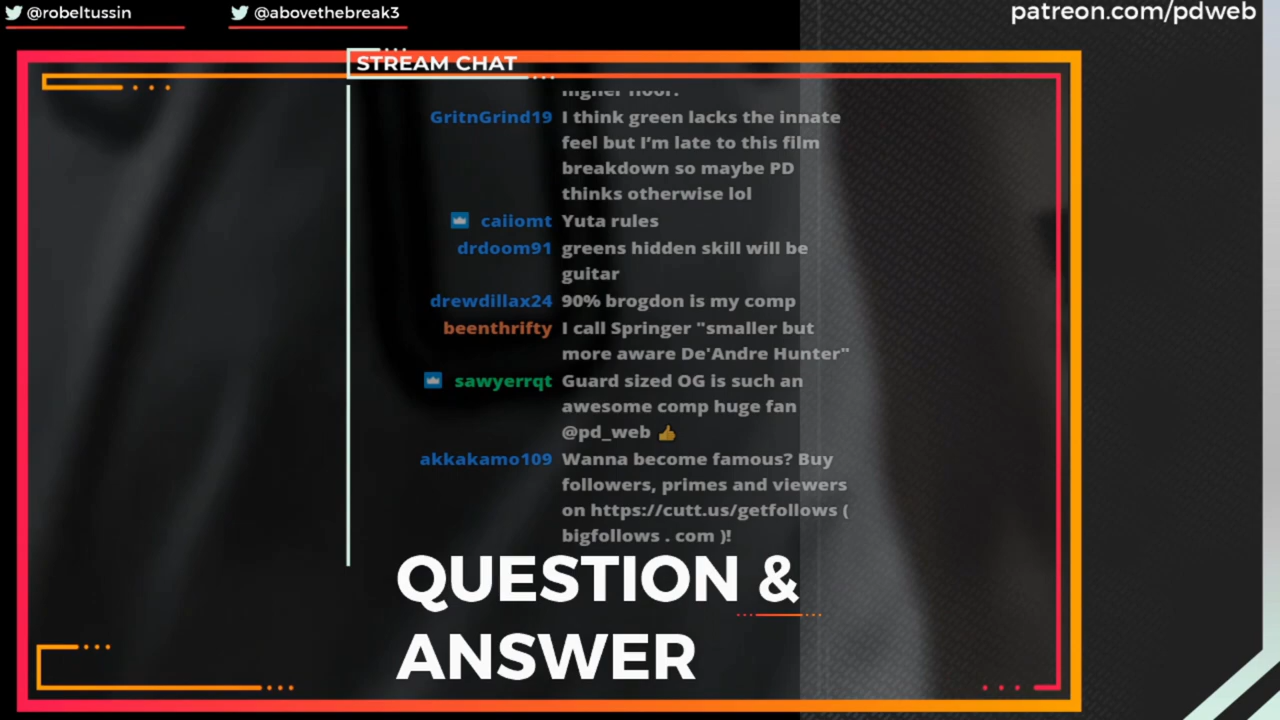 @robeltussin @abovethebreak3 patreon.com/pdweb
STREAM CHAT
higher floor.
GritnGrind19 I think green lacks the innate
feel but I’m late to this film
breakdown so maybe PD
thinks otherwise lol
caiiomt Yuta rules
drdoom91 greens hidden skill will be
guitar
drewdillax24 90% brogdon is my comp
beenthrifty I call Springer "smaller but
more aware De'Andre Hunter"
sawyerrqt Guard sized OG is such an
awesome comp huge fan
@pd_web 👍
akkakamo109 Wanna become famous? Buy
followers, primes and viewers
on https://cutt.us/getfollows (
bigfollows . com )!
QUESTION &
ANSWER